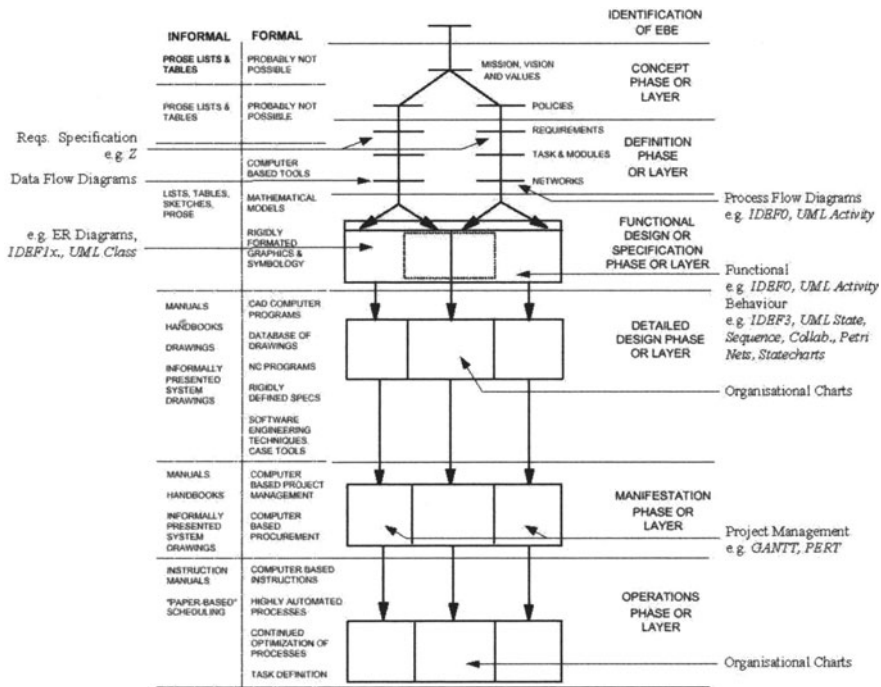 IDENTIFICATION
OF EBE
INFORMAL
FORMAL
PROSE LISTS &
TABLES
PROBABLY NOT
POSSIBLE
MISSION, VISION
AND VALUES
CONCEPT
PHASE OR
LAYER
PROSE LISTS &
TABLES
PROBABLY NOT
POSSIBLE
POLICIES
Reqs. Specification
e.g. Z
REQUIREMENTS
DEFINITION
PHASE
OR LAYER
COMPUTER
BASED TOOLS
TASK & MODULES
Data Flow Diagrams
NETWORKS
LISTS, TABLES,
SKETCHES,
PROSE
MATHEMATICAL
MODELS
Process Flow Diagrams
e.g. IDEF0, UML Activity
e.g. ER Diagrams,
IDEF1x., UML Class
RIGIDLY
FORMATED
GRAPHICS &
SYMBOLOGY
FUNCTIONAL
DESIGN OR
SPECIFICATION
PHASE OR LAYER
Functional
e.g. IDEF0, UML Activity
Behaviour
e.g. IDEF3, UML State,
Sequence, Collab., Petri
Nets, Statecharts
MANUALS
HANDBOOKS
DRAWINGS
INFORMALLY
PRESENTED
SYSTEM
DRAWINGS
CAD COMPUTER
PROGRAMS
DATABASE OF
DRAWINGS
NC PROGRAMS
RIGIDLY
DEFINED SPECS
SOFTWARE
ENGINEERING
TECHNIQUES.
CASE TOOLS
DETAILED
DESIGN PHASE
OR LAYER
Organisational Charts
MANUALS
HANDBOOKS
INFORMALLY
PRESENTED
SYSTEM
DRAWINGS
COMPUTER
BASED PROJECT
MANAGEMENT
COMPUTER
BASED
PROCUREMENT
MANIFESTATION
PHASE OR
LAYER
Project Management
e.g. GANTT, PERT
INSTRUCTION
MANUALS
"PAPER-BASED"
SCHEDULING
COMPUTER BASED
INSTRUCTIONS
HIGHLY AUTOMATED
PROCESSES
CONTINUED
OPTIMIZATION OF
PROCESSES
TASK DEFINITION
OPERATIONS
PHASE OR
LAYER
Organisational Charts